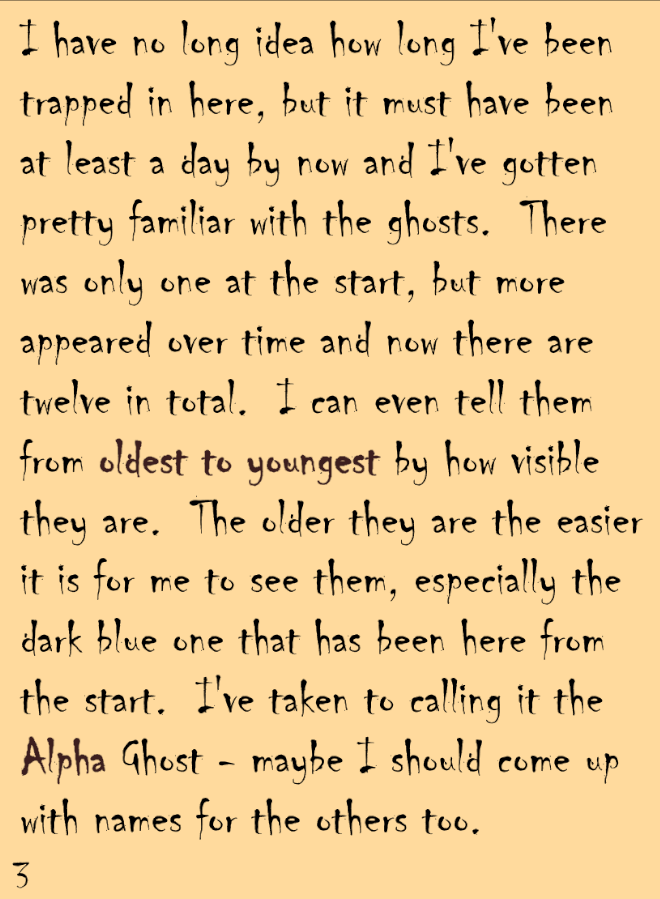 I have no long idea how long I've been
trapped in here, but it must have been
at least a day by now and I've gotten
pretty familiar with the ghosts.  There
was only one at the start, but more
appeared over time and now there are
twelve in total.  I can even tell them
from oldest to youngest by how visible
they are.  The older they are the easier
it is for me to see them, especially the
dark blue one that has been here from
the start.  I've taken to calling it the
Alpha Ghost - maybe I should come up
with names for the others too.
3